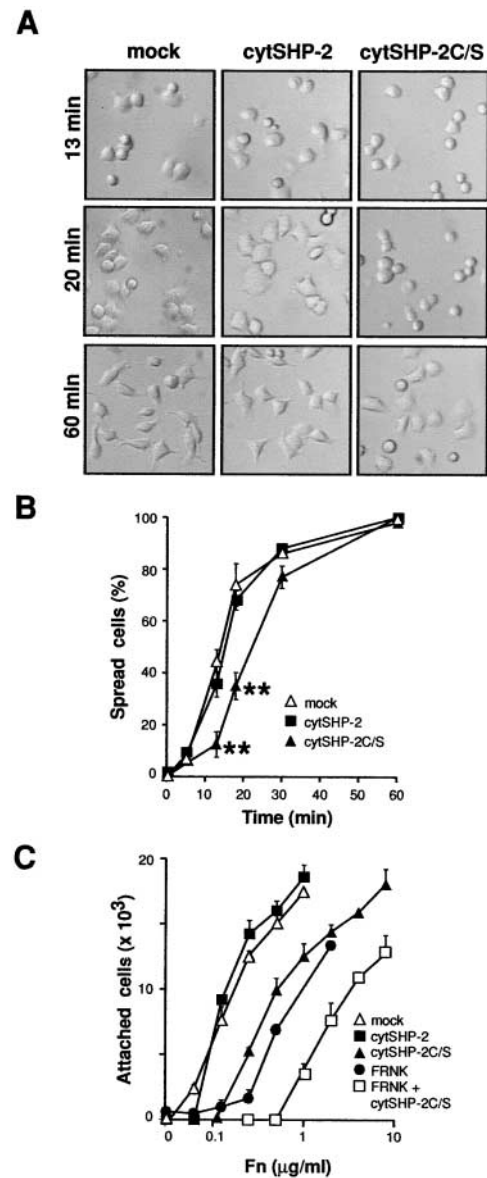 A
mock cytSHP-2 cytSHP-2C/S
13 min
20 min
60 min
B
Spread cells (%)
100
80
60
40
20
0
**
**
mock
cytSHP-2
cytSHP-2C/S
0 10 20 30 40 50 60
Time (min)
C
Attached cells (x 10³)
20
10
0
mock
cytSHP-2
cytSHP-2C/S
FRNK
FRNK +
cytSHP-2C/S
0 0.1 1 10
Fn (μg/ml)